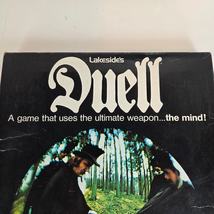 Lakeside's
Duell
A game that uses the ultimate weapon...the mind!